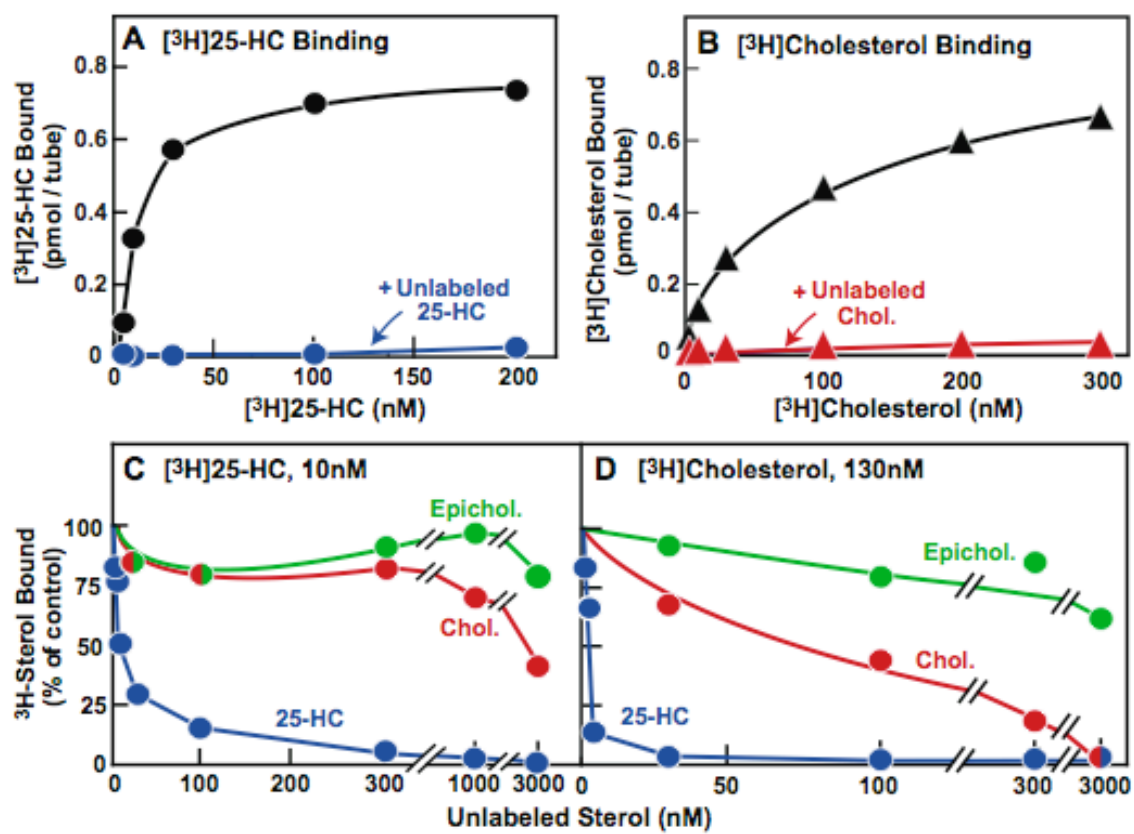 A [³H]25-HC Binding
[³H]25-HC Bound
(pmol / tube)
0.8
0.6
0.4
0.2
0
+ Unlabeled
25-HC
0 50 100 150 200
[³H]25-HC (nM)
B [³H]Cholesterol Binding
[³H]Cholesterol Bound
(pmol / tube)
0.8
0.6
0.4
0.2
0
+ Unlabeled
Chol.
0 100 200 300
[³H]Cholesterol (nM)
C [³H]25-HC, 10nM
³H-Sterol Bound
(% of control)
100
75
50
25
0
Epichol.
Chol.
25-HC
0 100 200 300 1000 3000
D [³H]Cholesterol, 130nM
Epichol.
Chol.
25-HC
0 50 100 300 3000
Unlabeled Sterol (nM)